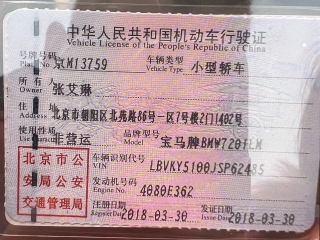 中华人民共和国机动车行驶证
Vehicle License of the People's Republic of China
号牌号码 京M13759 车辆类型 小型轿车
Plate No. Vehicle Type
所有人 张艾琳
Owner
住址 北京市朝阳区北苑路86号一区7号楼2门402号
Address
使用性质 非营运 品牌型号 宝马牌BMW7201LM
Use Character Model
北京市公 车辆识别代号 LBVKY5100JSP62485
VIN
安局公安 发动机号码 4080E362
Engine No.
交通管理局 注册日期 2018-03-30 发证日期 2018-03-30
Register Date Issue Date